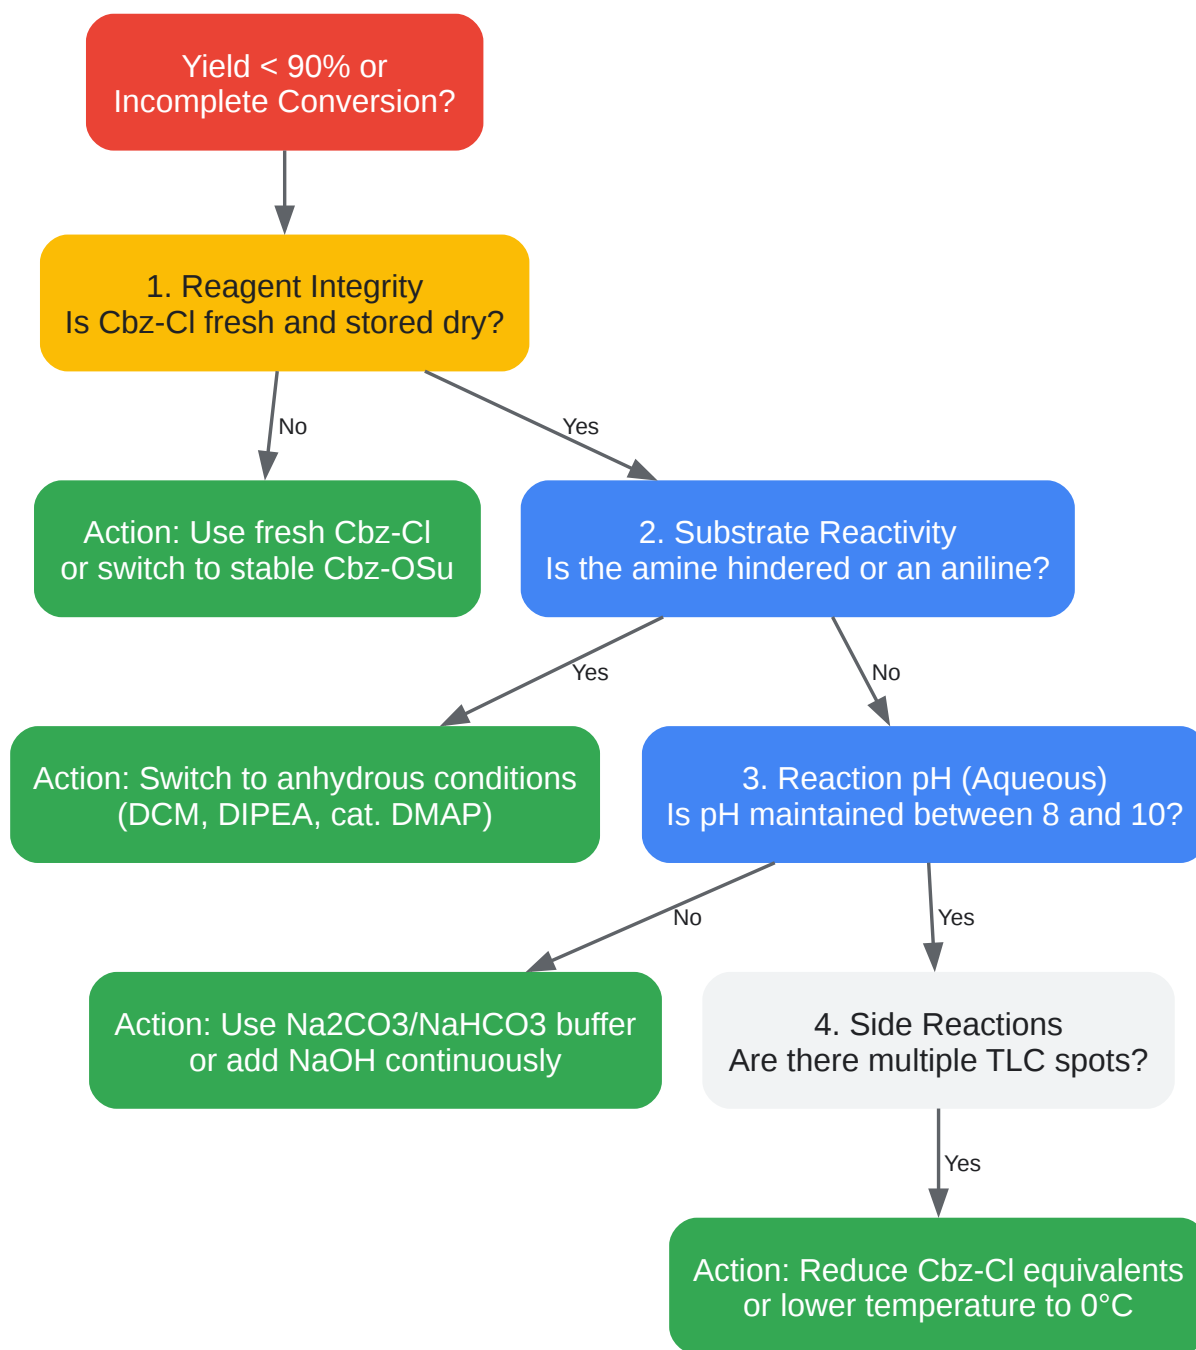 Yield < 90% or
Incomplete Conversion?
1. Reagent Integrity
Is Cbz-Cl fresh and stored dry?
No
Yes
Action: Use fresh Cbz-Cl
or switch to stable Cbz-OSu
2. Substrate Reactivity
Is the amine hindered or an aniline?
Yes
No
Action: Switch to anhydrous conditions
(DCM, DIPEA, cat. DMAP)
3. Reaction pH (Aqueous)
Is pH maintained between 8 and 10?
No
Yes
Action: Use Na2CO3/NaHCO3 buffer
or add NaOH continuously
4. Side Reactions
Are there multiple TLC spots?
Yes
Action: Reduce Cbz-Cl equivalents
or lower temperature to 0°C